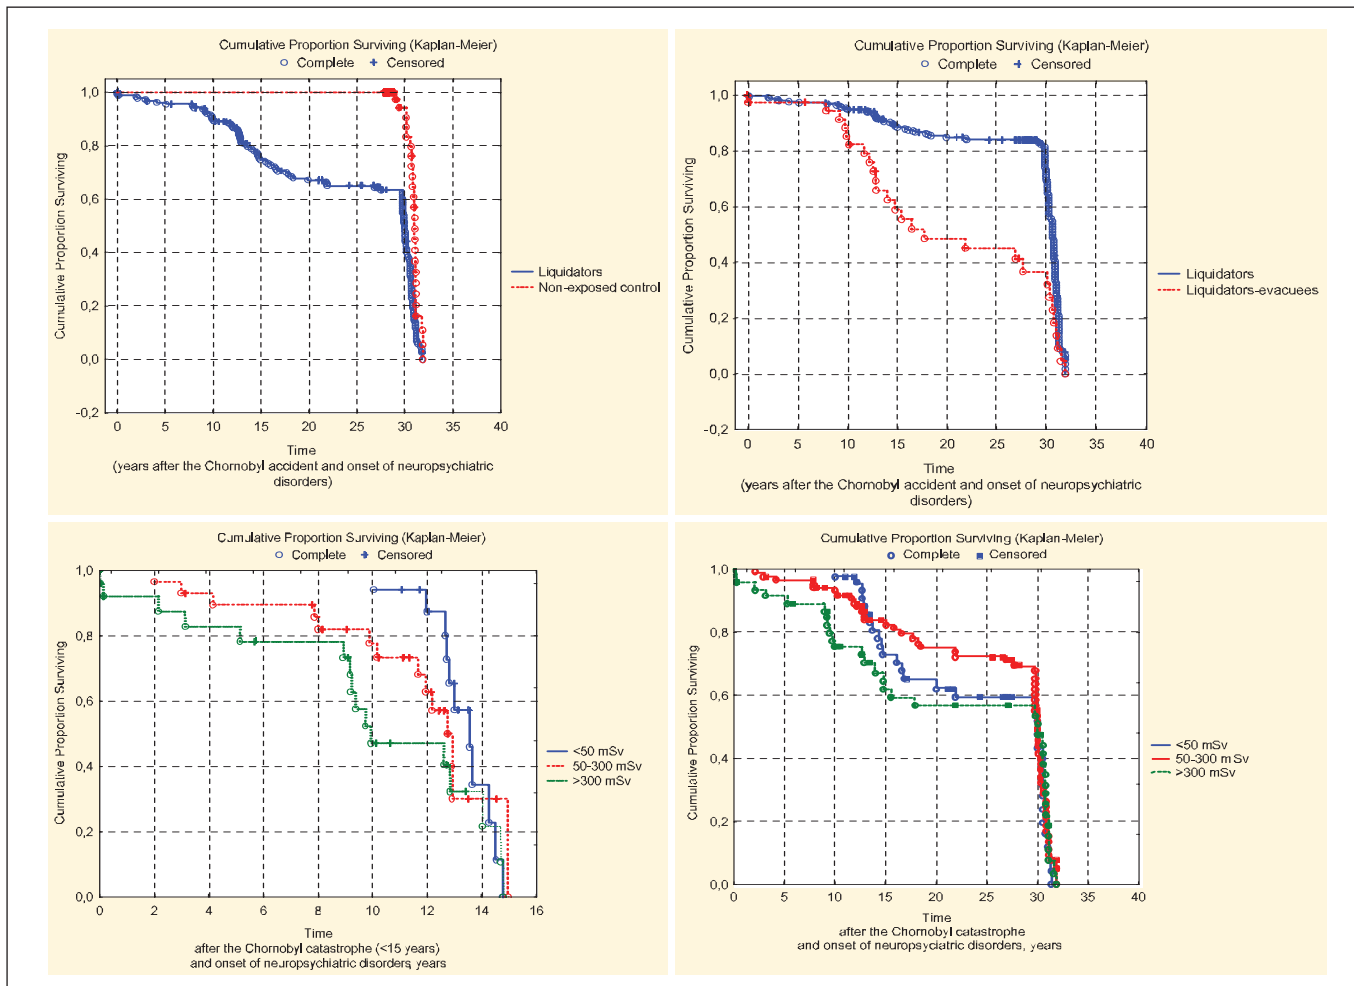 Cumulative Proportion Surviving (Kaplan-Meier)
Complete Censored
Cumulative Proportion Surviving
1,0
0,8
0,6
0,4
0,2
0,0
-0,2
0 5 10 15 20 25 30 35 40
Liquidators
Non-exposed control
Time
(years after the Chornobyl accident and onset of neuropsychiatric
disorders)
Cumulative Proportion Surviving (Kaplan-Meier)
Complete Censored
Cumulative Proportion Surviving
1,0
0,8
0,6
0,4
0,2
0,0
-0,2
0 5 10 15 20 25 30 35 40
Liquidators
Liquidators-evacuees
Time
(years after the Chornobyl accident and onset of neuropsychiatric
disorders)
Cumulative Proportion Surviving (Kaplan-Meier)
Complete Censored
Cumulative Proportion Surviving
1,0
0,8
0,6
0,4
0,2
0,0
0 2 4 6 8 10 12 14 16
<50 mSv
50-300 mSv
>300 mSv
Time
after the Chornobyl catastrophe (<15 years)
and onset of neuropsychiatric disorders, years
Cumulative Proportion Surviving (Kaplan-Meier)
Complete Censored
Cumulative Proportion Surviving
1,0
0,8
0,6
0,4
0,2
0,0
0 5 10 15 20 25 30 35 40
<50 mSv
50-300 mSv
>300 mSv
Time
after the Chornobyl catastrophe
and onset of neuropsyciatric disorders, years